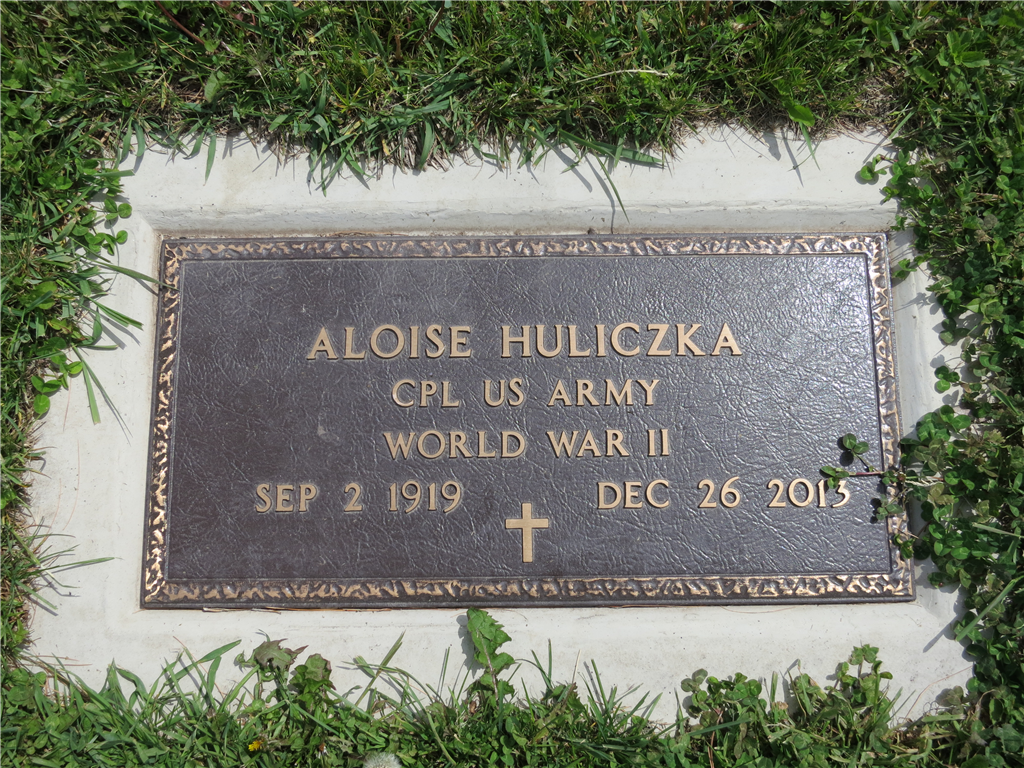 ALOISE HULICZKA
CPL US ARMY
WORLD WAR II
SEP 2 1919 DEC 26 2013